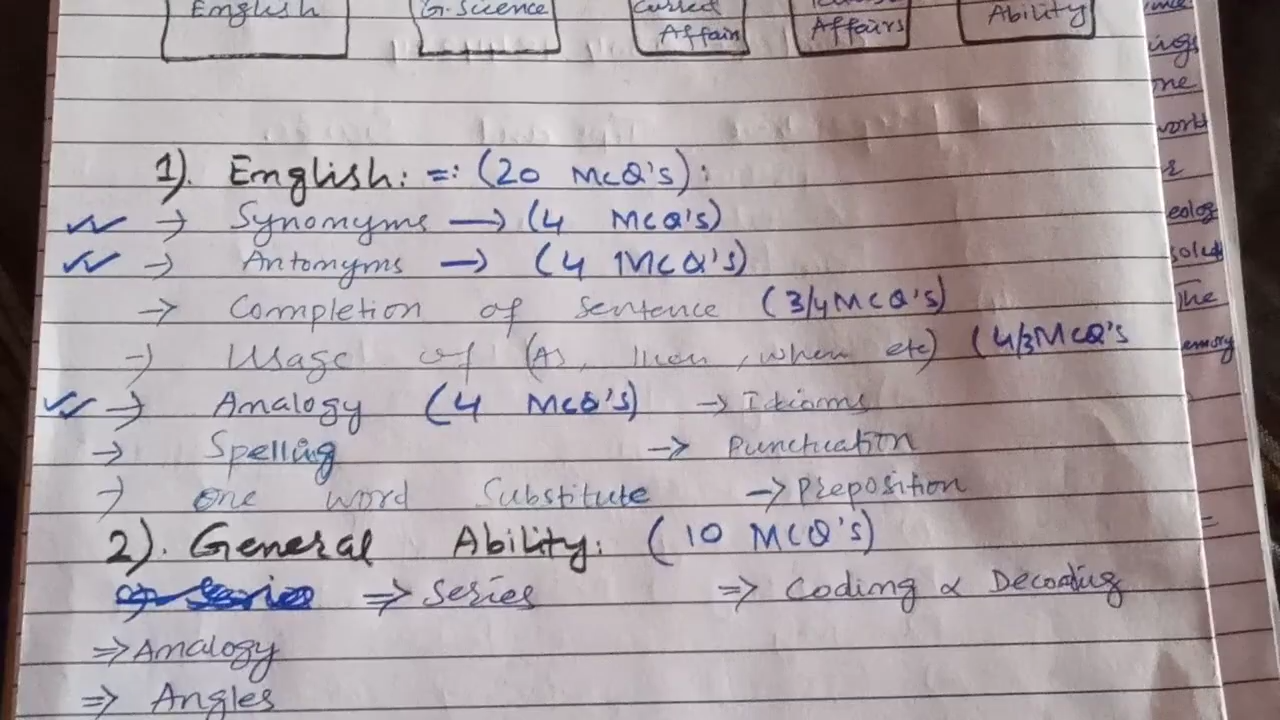 English G.Science Current Affairs Ability
Affair
1). English: =: (20 McQ's):
→ Synonyms → (4 McQ's)
→ Antonyms → (4 McQ's)
→ Completion of sentence (3/4 McQ's)
→ Usage of (As, , when etc) (4/3 McQ's
→ Analogy (4 McQ's) → Idioms
→ Spelling → Punctuation
→ one word Substitute → Preposition
2). General Ability: (10 MCQ's)
⇒ Series ⇒ Coding & Decoding
⇒ Analogy
⇒ Angles